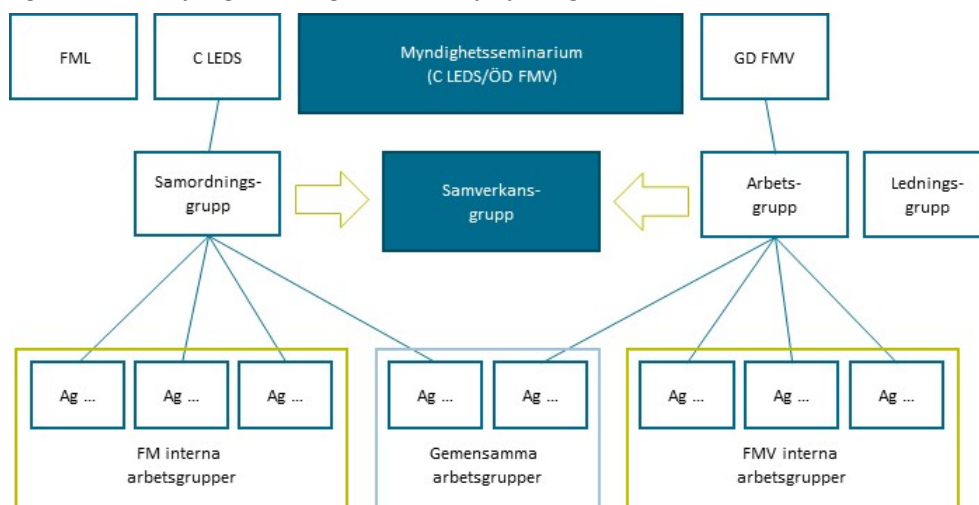 FML
C LEDS
Myndighetsseminarium
(C LEDS/ÖD FMV)
GD FMV
Samordnings-
grupp
Samverkans-
grupp
Arbets-
grupp
Lednings-
grupp
Ag ...
Ag ...
Ag ...
Ag ...
Ag ...
Ag ...
Ag ...
Ag ...
FM interna
arbetsgrupper
Gemensamma
arbetsgrupper
FMV interna
arbetsgrupper